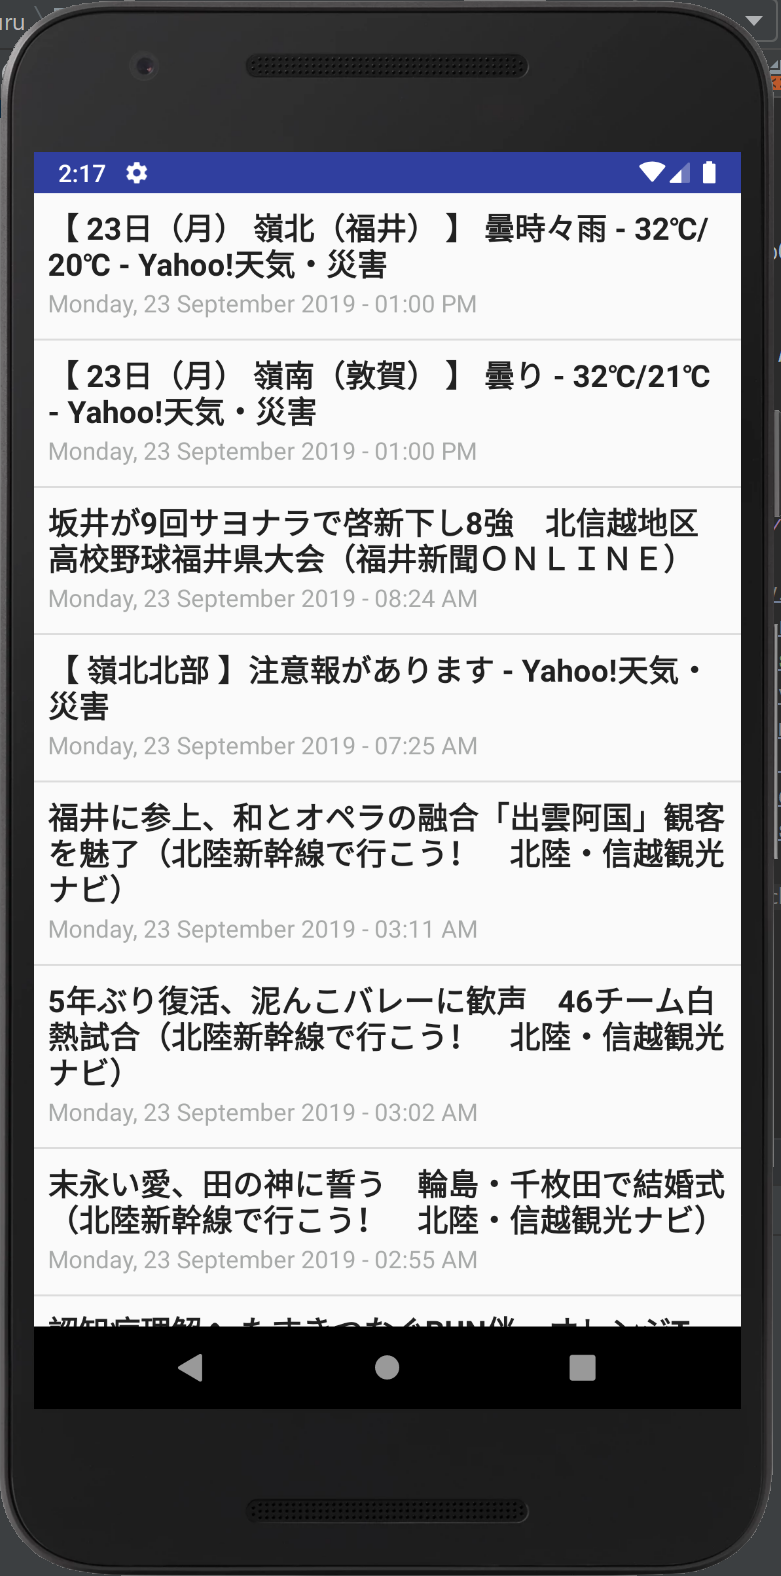 uru
2:17
【 23日（月） 嶺北（福井） 】 曇時々雨 - 32℃/
20℃ - Yahoo!天気・災害
Monday, 23 September 2019 - 01:00 PM
【 23日（月） 嶺南（敦賀） 】 曇り - 32℃/21℃
- Yahoo!天気・災害
Monday, 23 September 2019 - 01:00 PM
坂井が9回サヨナラで啓新下し8強　北信越地区
高校野球福井県大会（福井新聞ＯＮＬＩＮＥ）
Monday, 23 September 2019 - 08:24 AM
【 嶺北北部 】注意報があります - Yahoo!天気・
災害
Monday, 23 September 2019 - 07:25 AM
福井に参上、和とオペラの融合「出雲阿国」観客
を魅了（北陸新幹線で行こう！　北陸・信越観光
ナビ）
Monday, 23 September 2019 - 03:11 AM
5年ぶり復活、泥んこバレーに歓声　46チーム白
熱試合（北陸新幹線で行こう！　北陸・信越観光
ナビ）
Monday, 23 September 2019 - 03:02 AM
末永い愛、田の神に誓う　輪島・千枚田で結婚式
（北陸新幹線で行こう！　北陸・信越観光ナビ）
Monday, 23 September 2019 - 02:55 AM